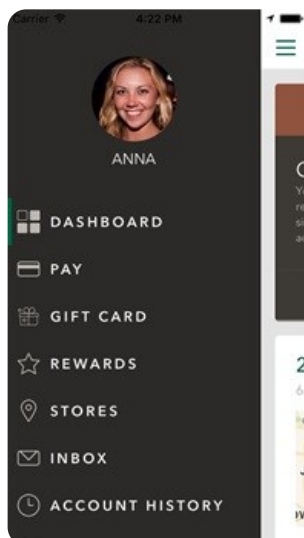 Carrier 4:22 PM
ANNA
DASHBOARD
PAY
GIFT CARD
REWARDS
STORES
INBOX
ACCOUNT HISTORY